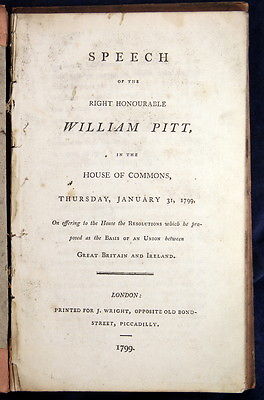 SPEECH
OF THE
RIGHT HONOURABLE
WILLIAM PITT,
IN THE
HOUSE OF COMMONS,
THURSDAY, JANUARY 31, 1799,
On offering to the House the RESOLUTIONS which he pro-
posed as the BASIS OF AN UNION between
GREAT BRITAIN AND IRELAND.
LONDON:
PRINTED FOR J. WRIGHT, OPPOSITE OLD BOND-
STREET, PICCADILLY.
1799.